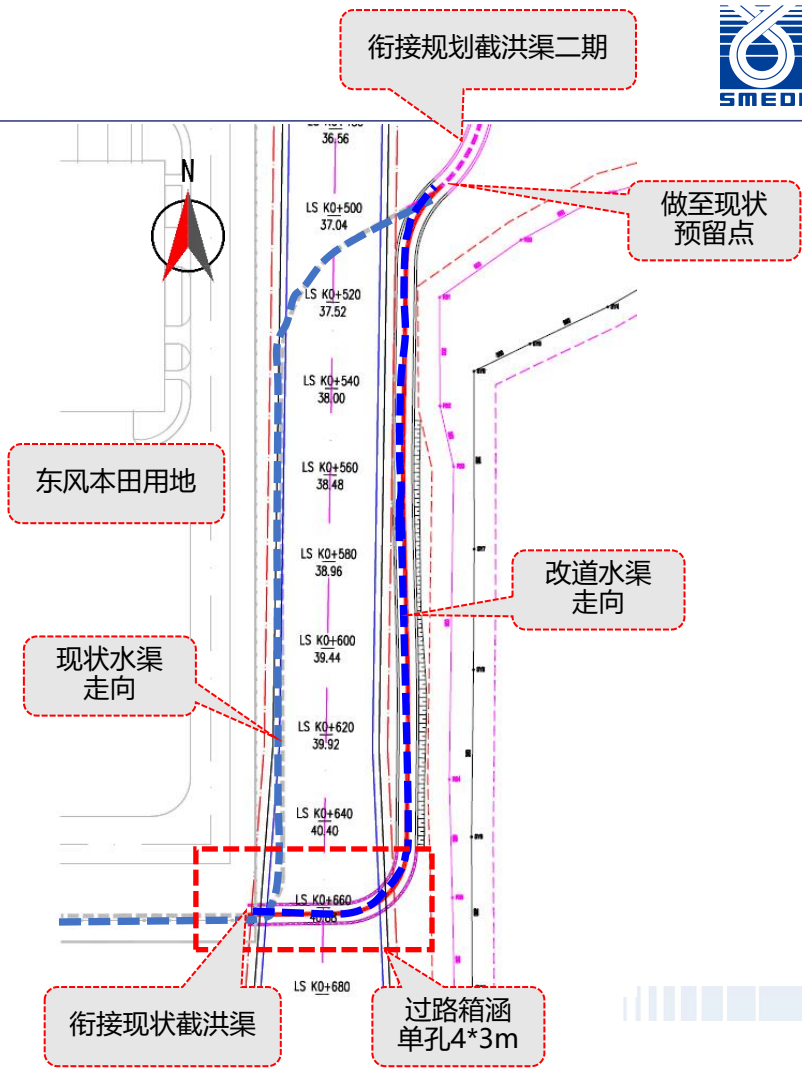 衔接规划截洪渠二期
SMEDI
36.56
N
LS K0+500
37.04
做至现状
预留点
LS K0+520
37.52
LS K0+540
38.00
东风本田用地
LS K0+560
38.48
LS K0+580
38.96
改道水渠
走向
现状水渠
走向
LS K0+600
39.44
LS K0+620
39.92
LS K0+640
40.40
LS K0+660
LS K0+680
衔接现状截洪渠
过路箱涵
单孔4*3m